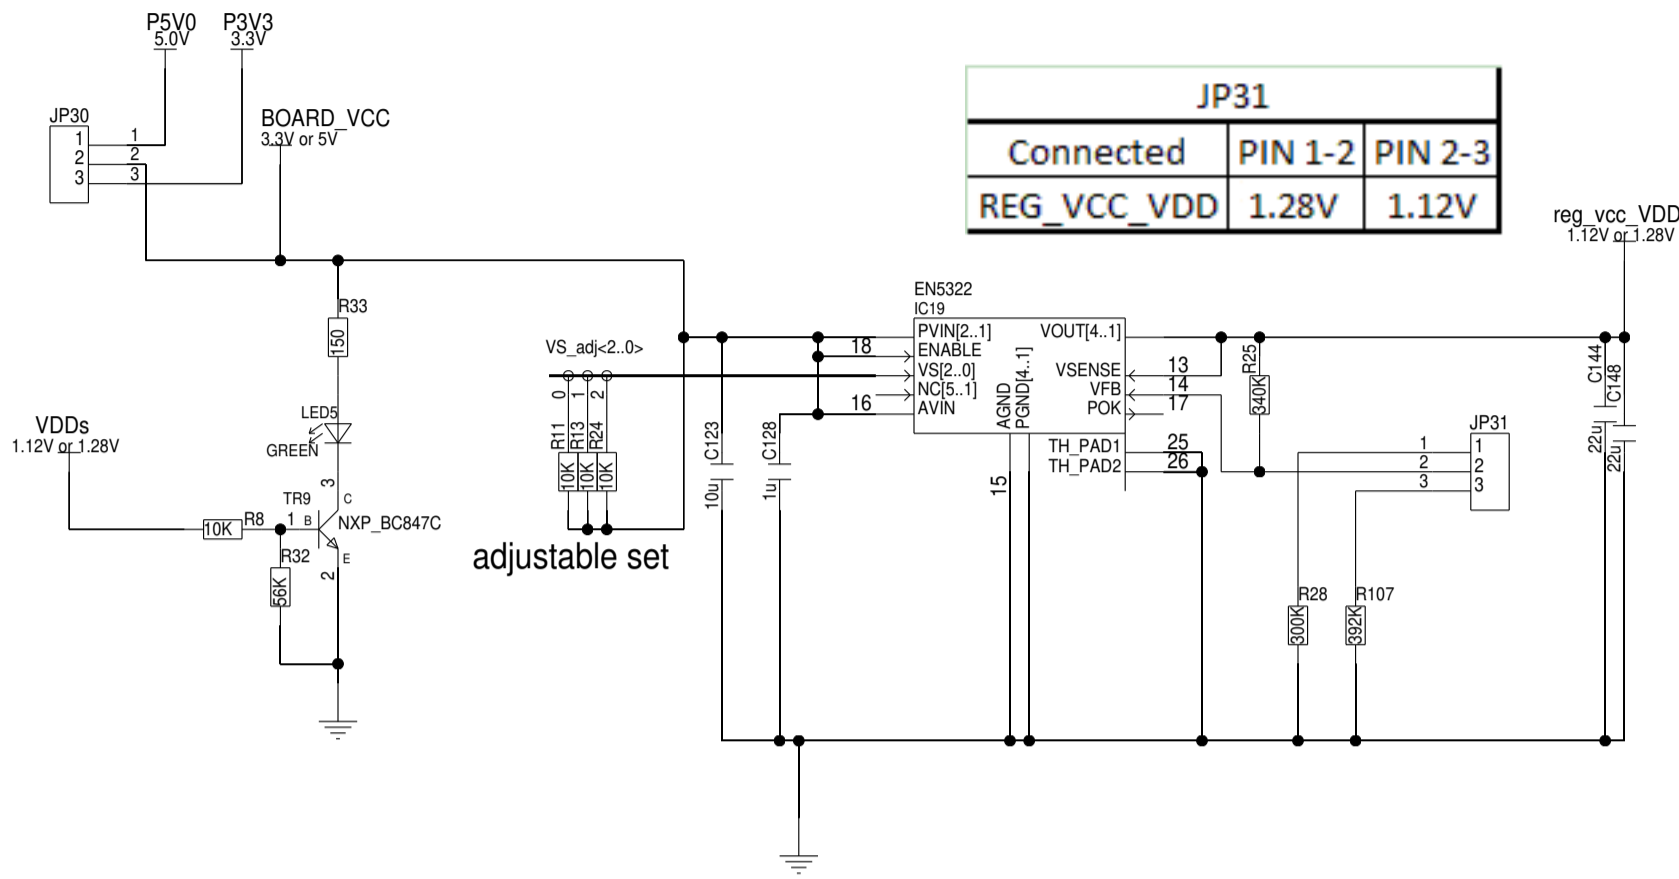 P5V0 P3V3
5.0V 3.3V
JP30
1 1
2 2
3 3
BOARD_VCC
3.3V or 5V
JP31
Connected PIN 1-2 PIN 2-3
REG_VCC_VDD 1.28V 1.12V
reg_vcc_VDD
1.12V or 1.28V
R33
150
LED5
GREEN
VDDs
1.12V or 1.28V
R8
10K
TR9
1 B
3 C
2 E
NXP_BC847C
R32
56K
VS_adj<2..0>
0 1 2
R11 R13 R24
10K 10K 10K
adjustable set
C123
10u
C128
1u
EN5322
IC19
PVIN[2..1]
18 ENABLE
VS[2..0]
NC[5..1]
16 AVIN
AGND
PGND[4..1]
15
VOUT[4..1]
VSENSE 13
VFB 14
POK 17
TH_PAD1 25
TH_PAD2 26
R25
340K
JP31
1 1
2 2
3 3
R28
300K
R107
392K
C144
22u
C148
22u